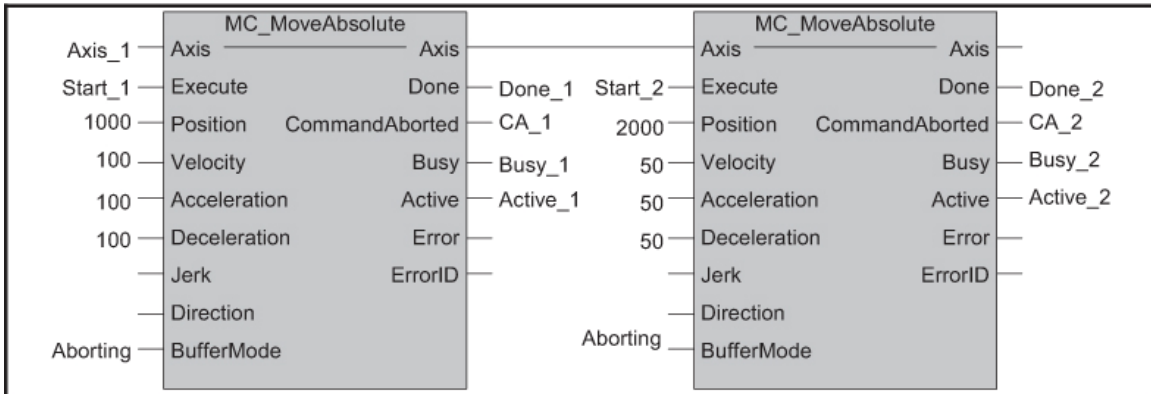 MC_MoveAbsolute MC_MoveAbsolute
Axis_1 Axis Axis Axis Axis
Start_1 Execute Done Done_1 Start_2 Execute Done Done_2
1000 Position CommandAborted CA_1 2000 Position CommandAborted CA_2
100 Velocity Busy Busy_1 50 Velocity Busy Busy_2
100 Acceleration Active Active_1 50 Acceleration Active Active_2
100 Deceleration Error 50 Deceleration Error
Jerk ErrorID Jerk ErrorID
Direction Direction
Aborting BufferMode Aborting BufferMode